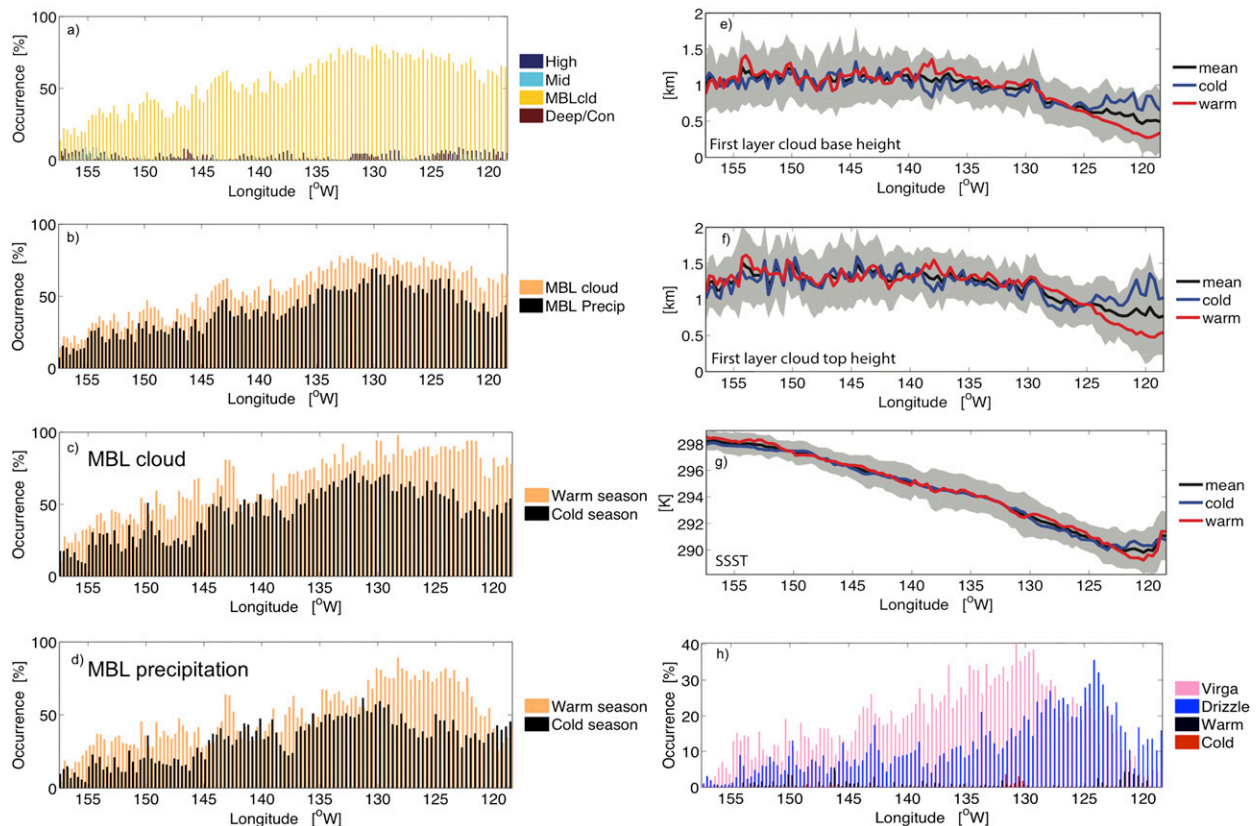 a)
Occurrence [%]
100
50
0
155 150 145 140 135 130 125 120
Longitude [°W]
High
Mid
MBLcld
Deep/Con
b)
Occurrence [%]
100
50
0
155 150 145 140 135 130 125 120
Longitude [°W]
MBL cloud
MBL Precip
c) MBL cloud
Occurrence [%]
100
50
0
155 150 145 140 135 130 125 120
Longitude [°W]
Warm season
Cold season
d) MBL precipitation
Occurrence [%]
100
50
0
155 150 145 140 135 130 125 120
Longitude [°W]
Warm season
Cold season
e)
[km]
2
1.5
1
0.5
0
First layer cloud base height
155 150 145 140 135 130 125 120
Longitude [°W]
mean
cold
warm
f)
[km]
2
1.5
1
0.5
0
First layer cloud top height
155 150 145 140 135 130 125 120
Longitude [°W]
mean
cold
warm
g)
[K]
298
296
294
292
290
SSST
155 150 145 140 135 130 125 120
Longitude [°W]
mean
cold
warm
h)
Occurrence [%]
40
30
20
10
0
155 150 145 140 135 130 125 120
Longitude [°W]
Virga
Drizzle
Warm
Cold